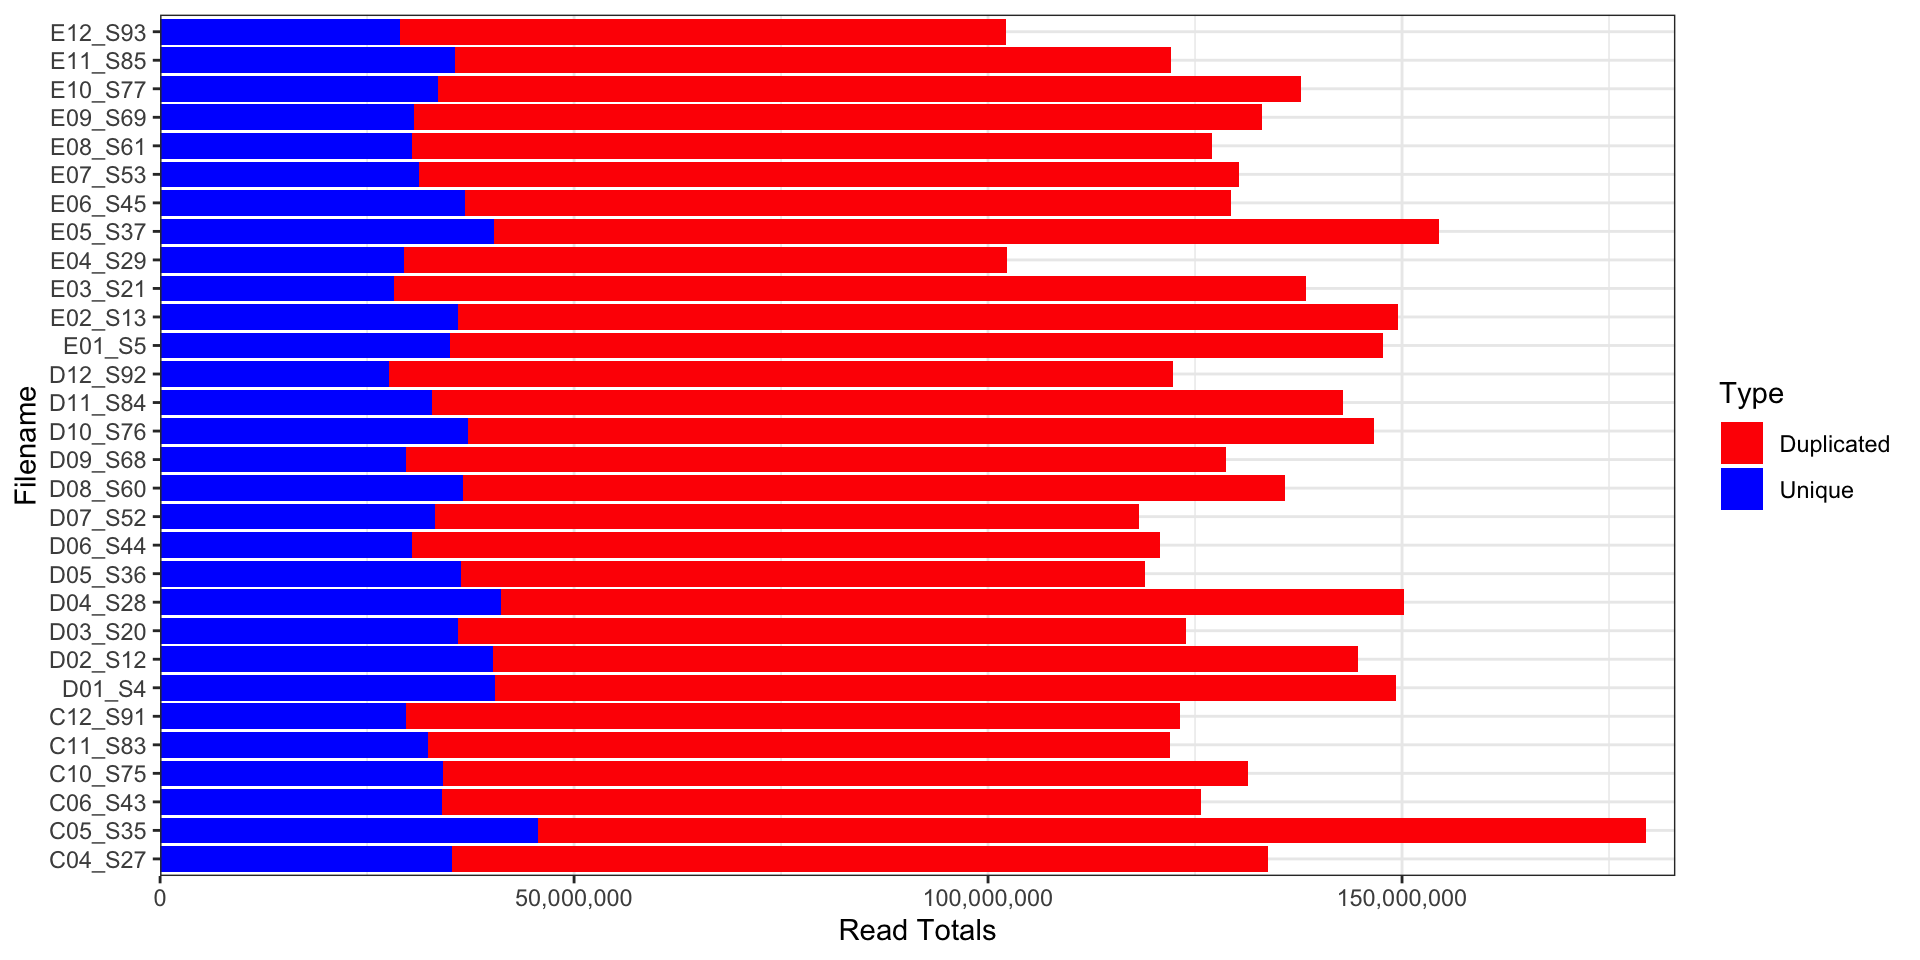 E12_S93
E11_S85
E10_S77
E09_S69
E08_S61
E07_S53
E06_S45
E05_S37
E04_S29
E03_S21
E02_S13
E01_S5
D12_S92
D11_S84
D10_S76
D09_S68
D08_S60
D07_S52
D06_S44
D05_S36
D04_S28
D03_S20
D02_S12
D01_S4
C12_S91
C11_S83
C10_S75
C06_S43
C05_S35
C04_S27
Filename
0 50,000,000 100,000,000 150,000,000
Read Totals
Type
Duplicated
Unique